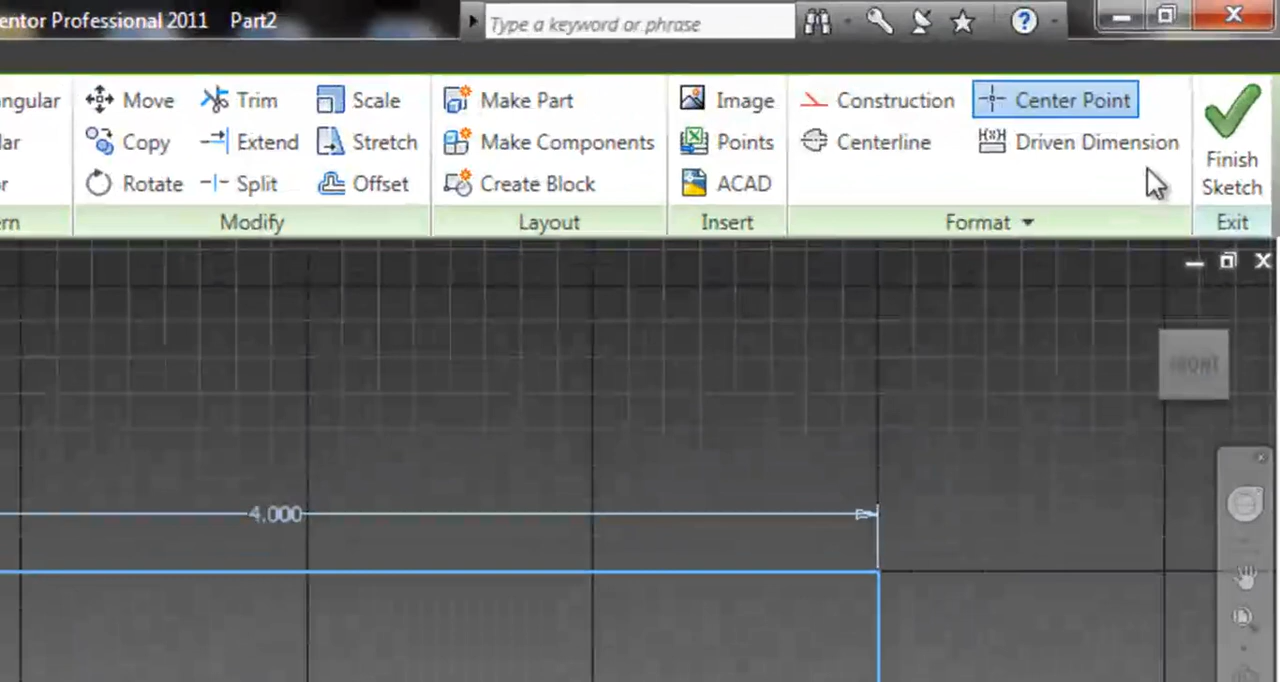 entor Professional 2011 Part2
Type a keyword or phrase
ngular Move Trim Scale Make Part Image Construction Center Point
lar Copy Extend Stretch Make Components Points Centerline Driven Dimension
r Rotate Split Offset Create Block ACAD
Finish
Sketch
rn Modify Layout Insert Format Exit
FRONT
4.000